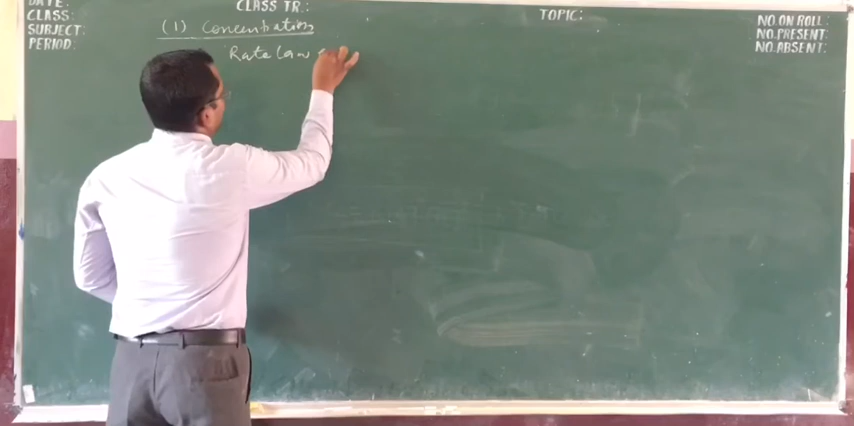 DATE:
CLASS:
SUBJECT:
PERIOD:
CLASS TR.:
TOPIC:
NO.ON ROLL:
NO.PRESENT:
NO.ABSENT:
(1) Concentration
Rate law